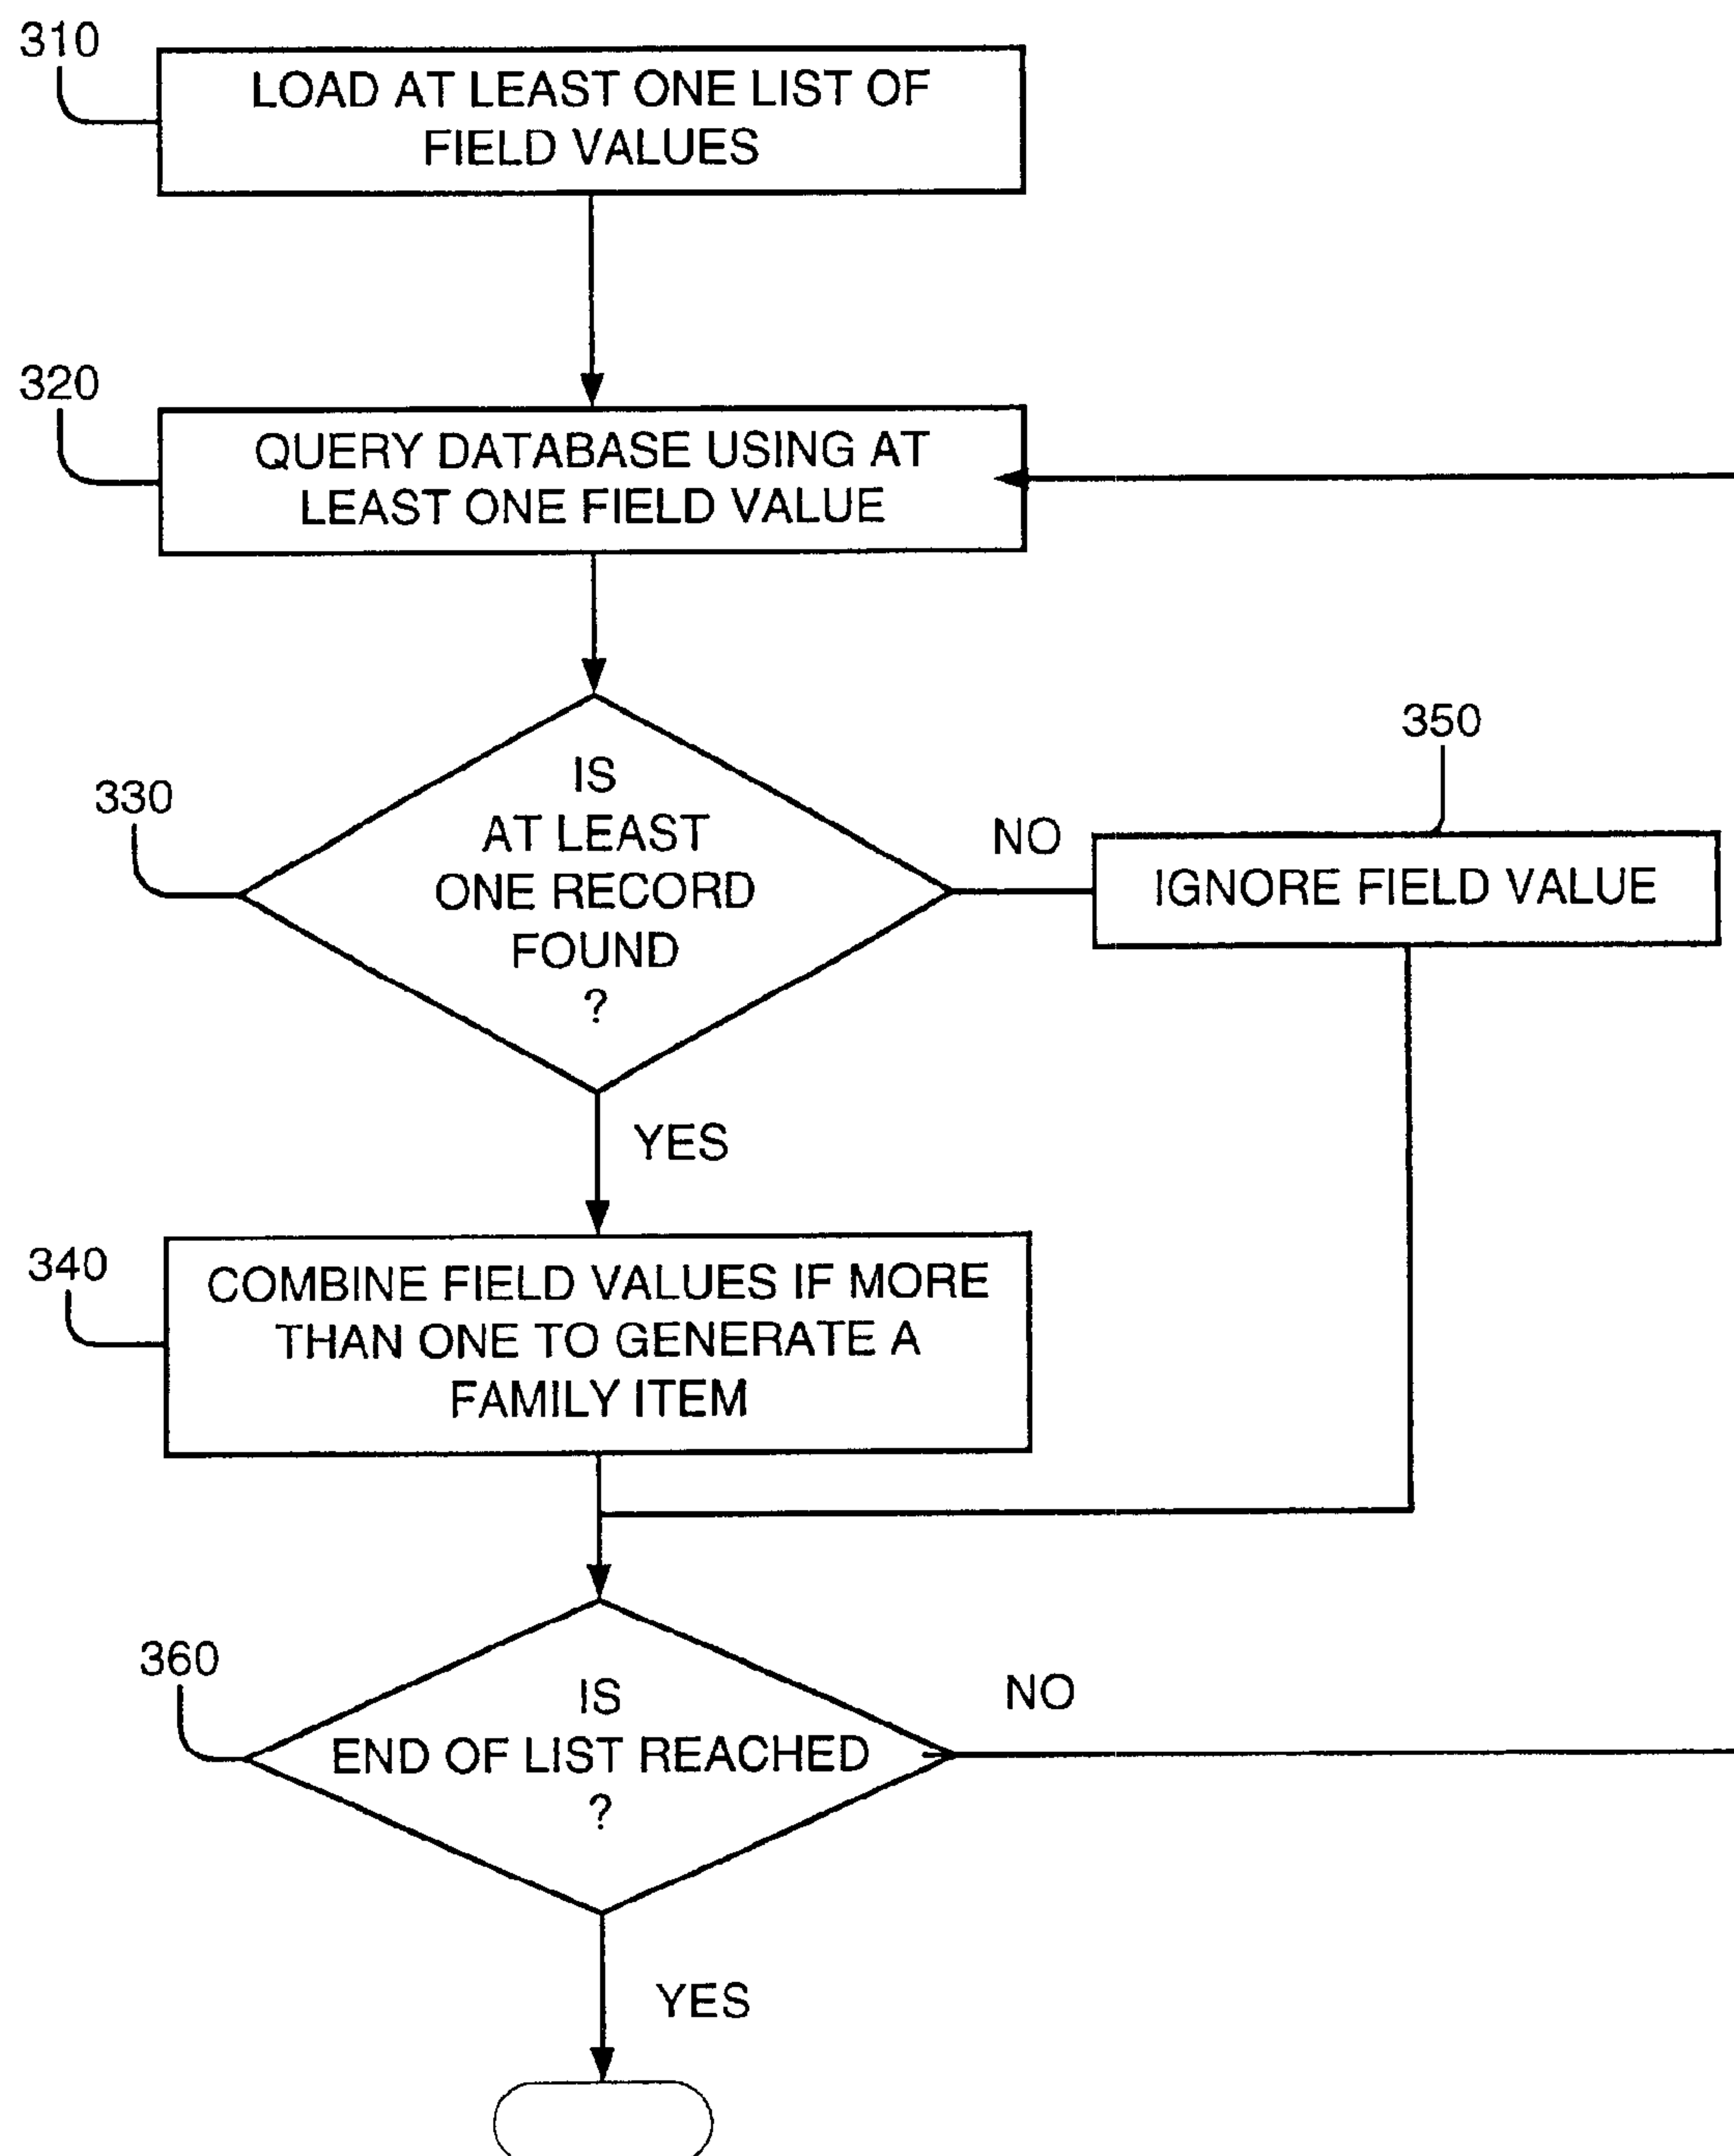 310
LOAD AT LEAST ONE LIST OF
FIELD VALUES
320
QUERY DATABASE USING AT
LEAST ONE FIELD VALUE
330
IS
AT LEAST
ONE RECORD
FOUND
?
NO
350
IGNORE FIELD VALUE
YES
340
COMBINE FIELD VALUES IF MORE
THAN ONE TO GENERATE A
FAMILY ITEM
360
IS
END OF LIST REACHED
?
NO
YES